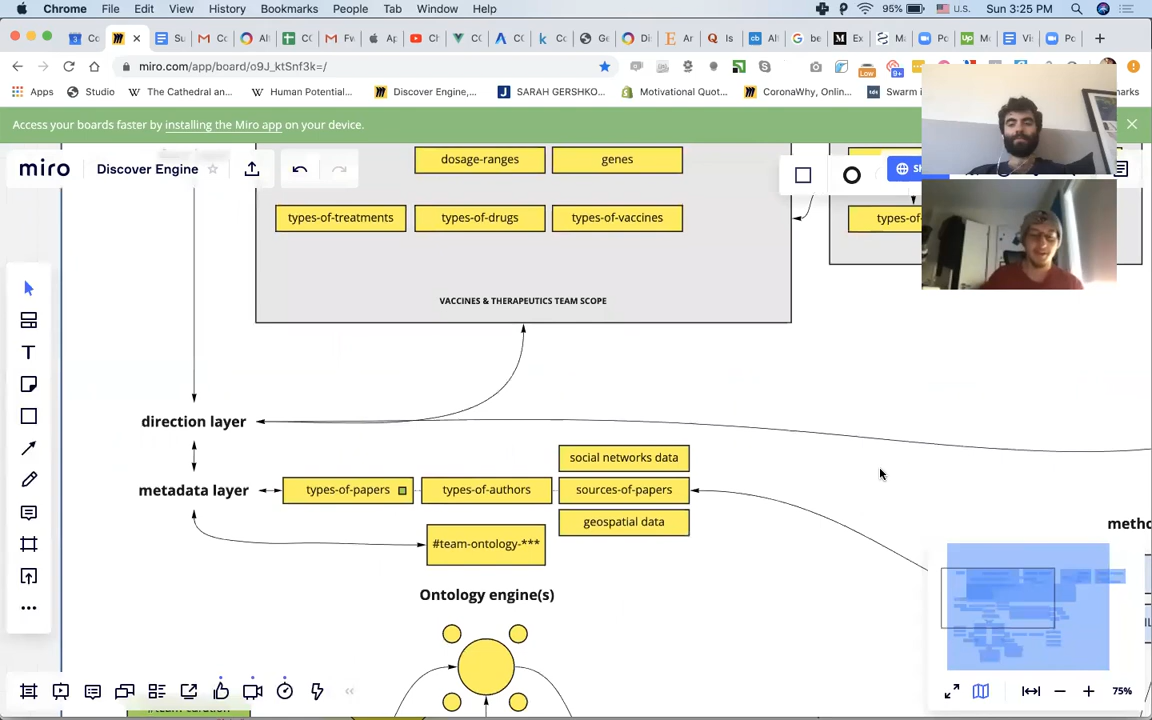 Chrome File Edit View History Bookmarks People Tab Window Help 95% U.S. Sun 3:25 PM
miro.com/app/board/o9J_ktSnf3k=/
Apps Studio The Cathedral an... Human Potential... Discover Engine,... SARAH GERSHKO... Motivational Quot... CoronaWhy, Onlin... Swarm i marks
Access your boards faster by installing the Miro app on your device.
miro Discover Engine
dosage-ranges genes
types-of-treatments types-of-drugs types-of-vaccines types-of-
VACCINES & THERAPEUTICS TEAM SCOPE
direction layer
social networks data
metadata layer types-of-papers types-of-authors sources-of-papers
geospatial data
metho
#team-ontology-***
Ontology engine(s)
75%